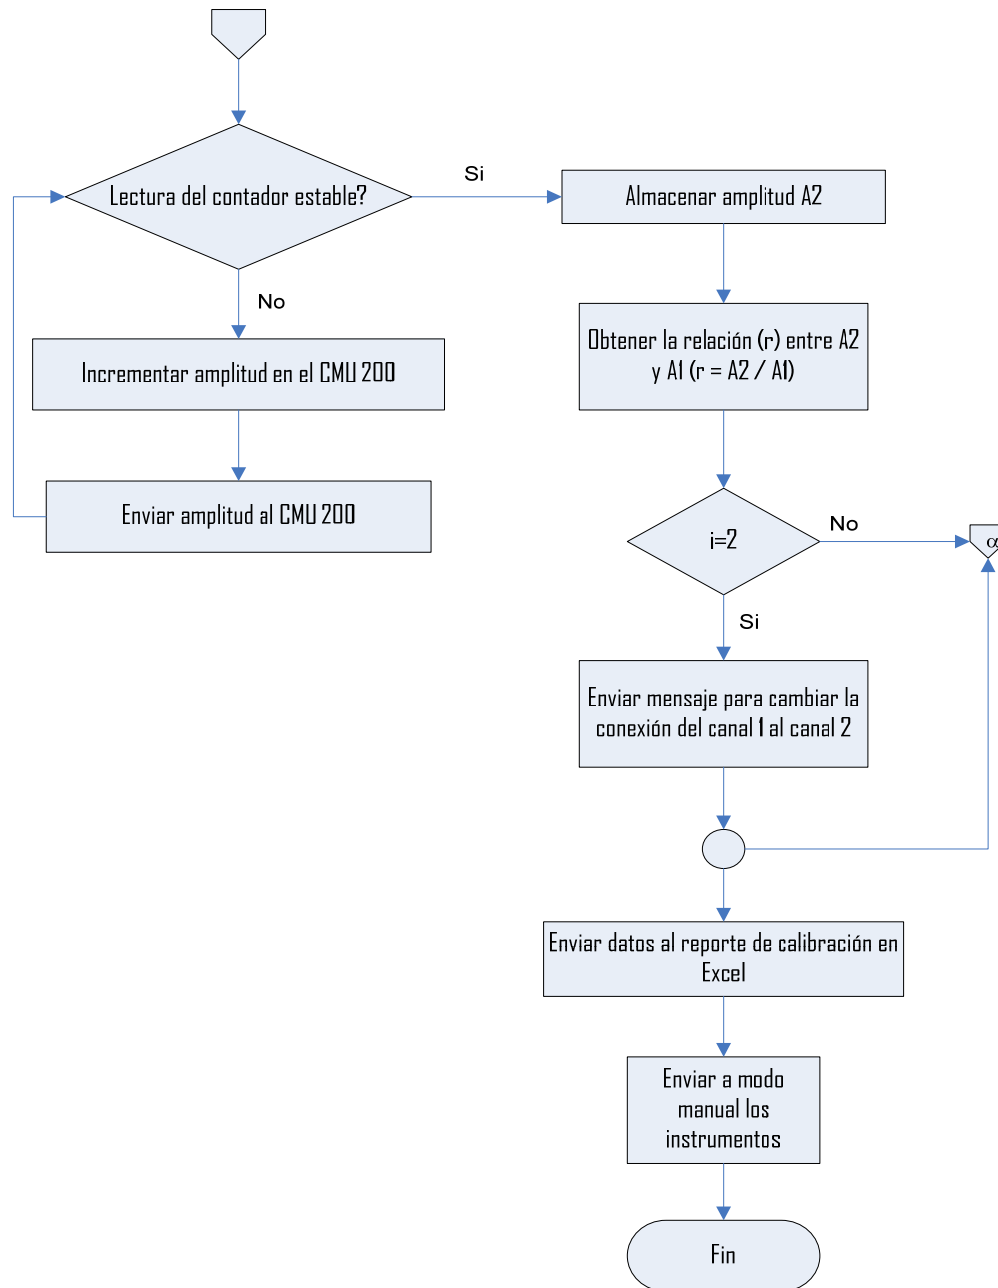 Lectura del contador estable?
Si
Almacenar amplitud A2
No
Incrementar amplitud en el CMU 200
Enviar amplitud al CMU 200
Obtener la relación (r) entre A2
y A1 (r = A2 / A1)
i=2
No
α
Si
Enviar mensaje para cambiar la
conexión del canal 1 al canal 2
Enviar datos al reporte de calibración en
Excel
Enviar a modo
manual los
instrumentos
Fin